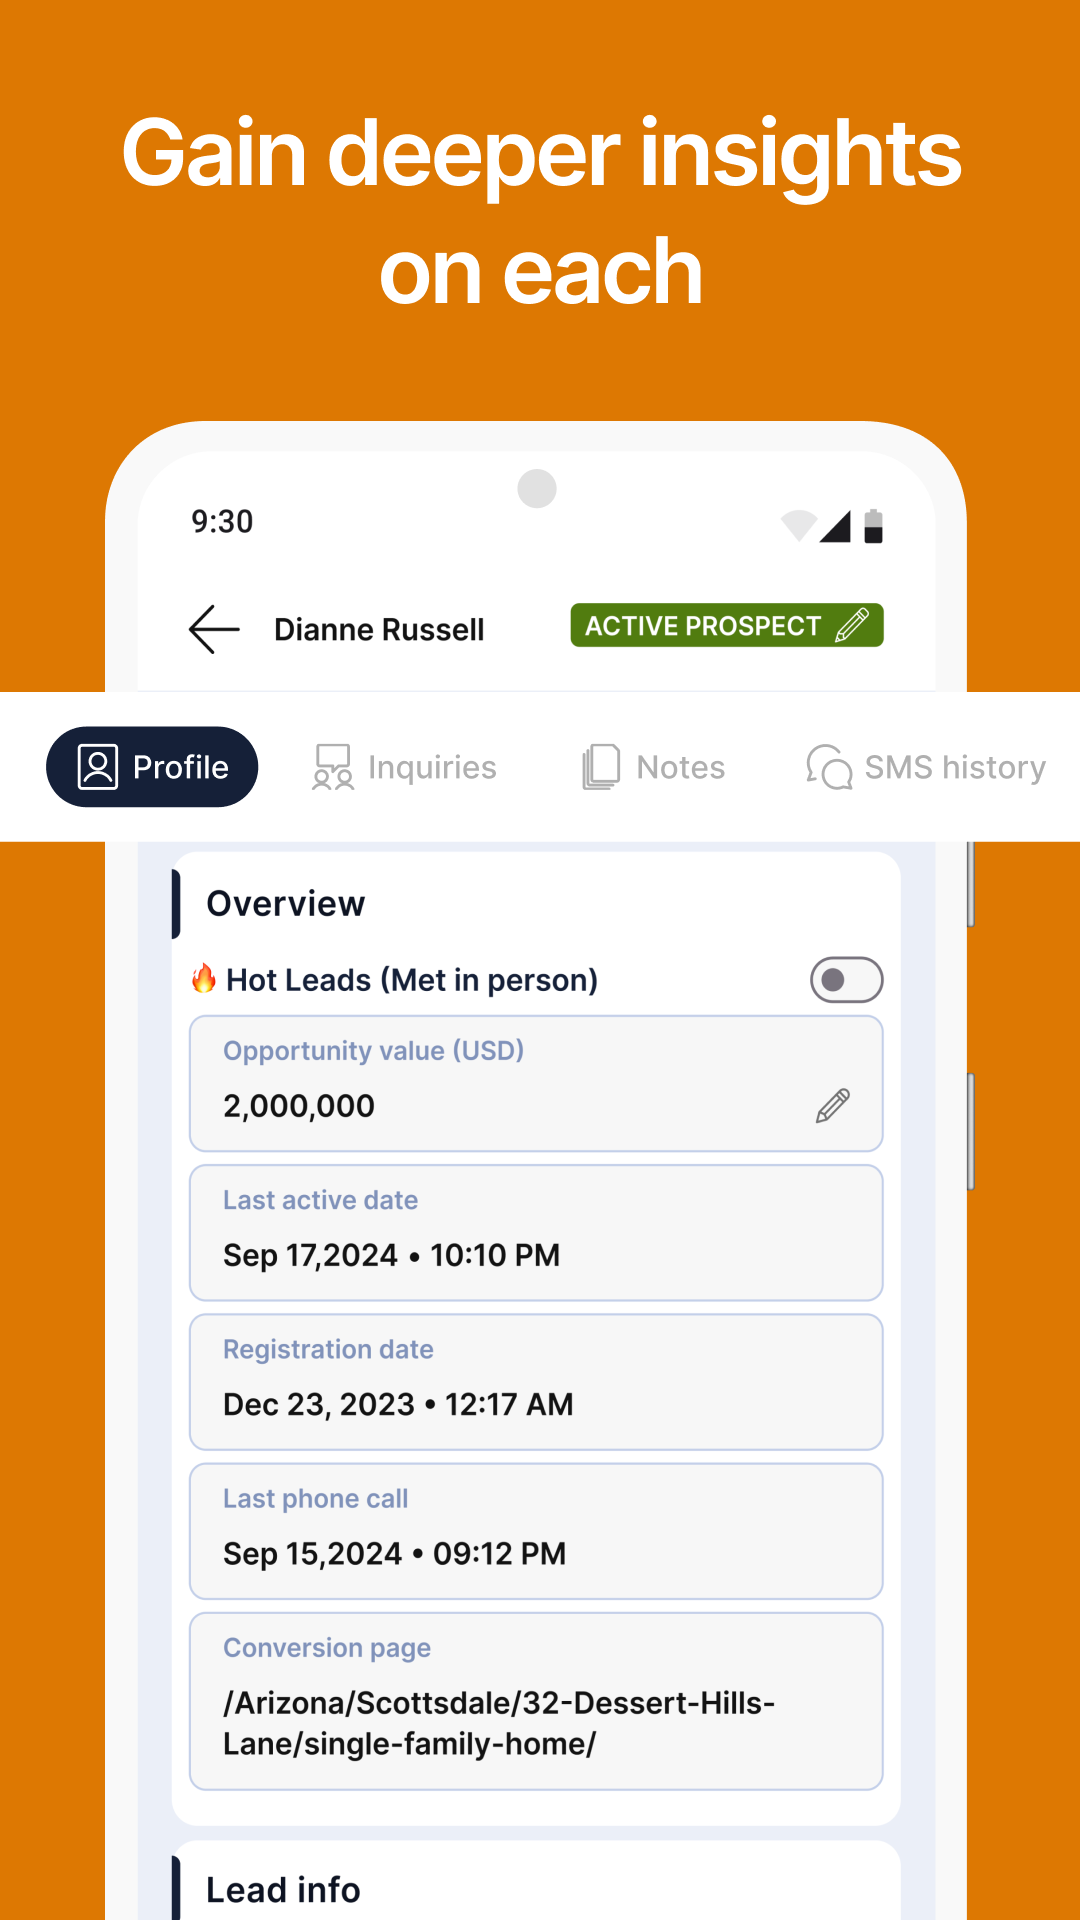 Gain deeper insights
on each
9:30
Dianne Russell
ACTIVE PROSPECT
Profile
Inquiries
Notes
SMS history
Overview
🔥 Hot Leads (Met in person)
Opportunity value (USD)
2,000,000
Last active date
Sep 17,2024 • 10:10 PM
Registration date
Dec 23, 2023 • 12:17 AM
Last phone call
Sep 15,2024 • 09:12 PM
Conversion page
/Arizona/Scottsdale/32-Dessert-Hills-
Lane/single-family-home/
Lead info